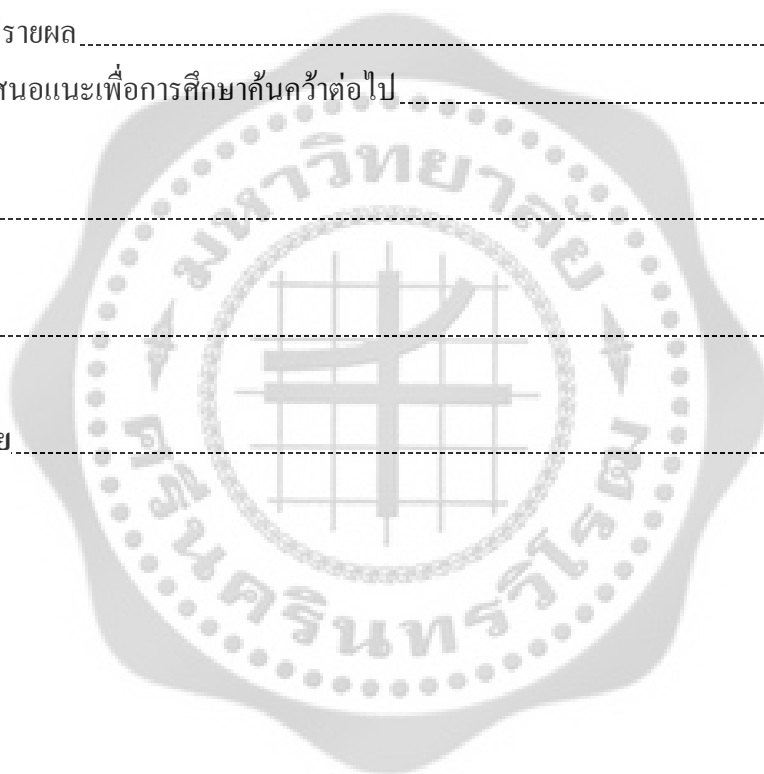 รายผล
สนอแนะเพื่อการศึกษาค้นคว้าต่อไป
มหาวิทยาลัย
ย
ศรีนครินทรวิโรฒ